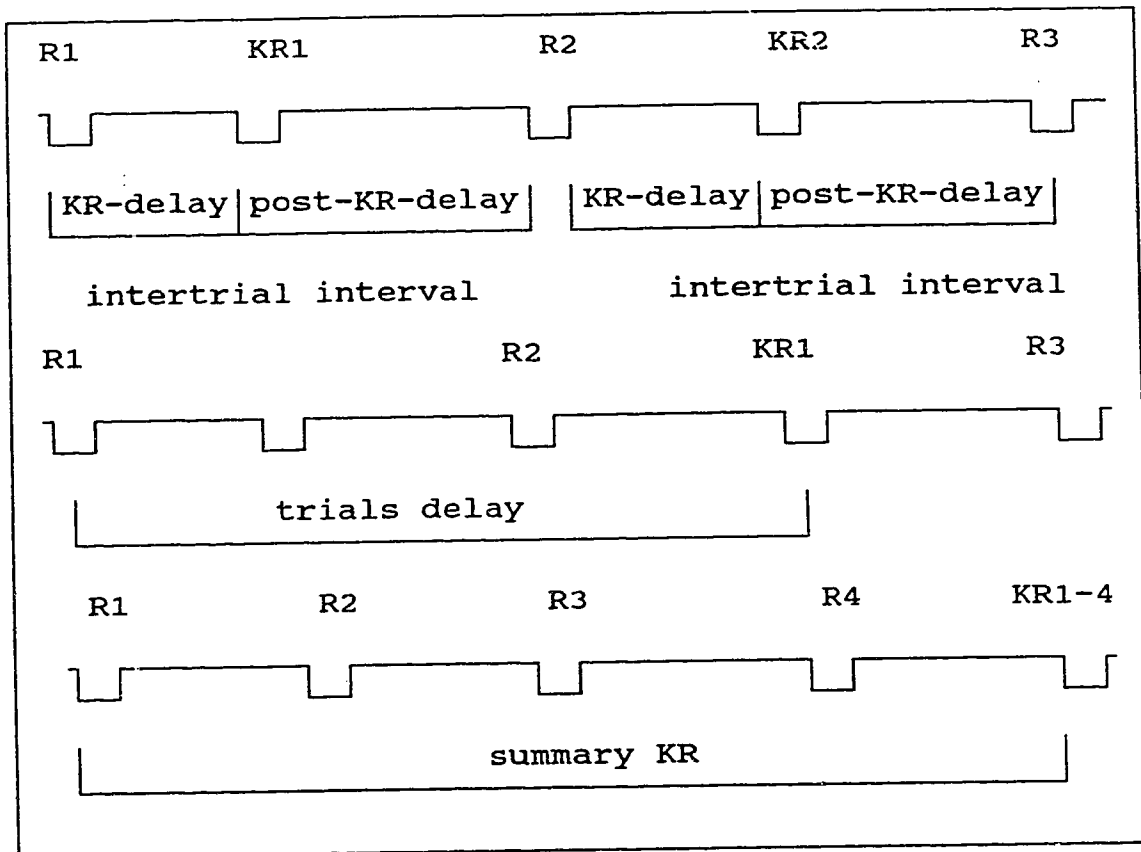 R1 KR1 R2 KR2 R3
KR-delay post-KR-delay KR-delay post-KR-delay
intertrial interval intertrial interval
R1 R2 KR1 R3
trials delay
R1 R2 R3 R4 KR1-4
summary KR